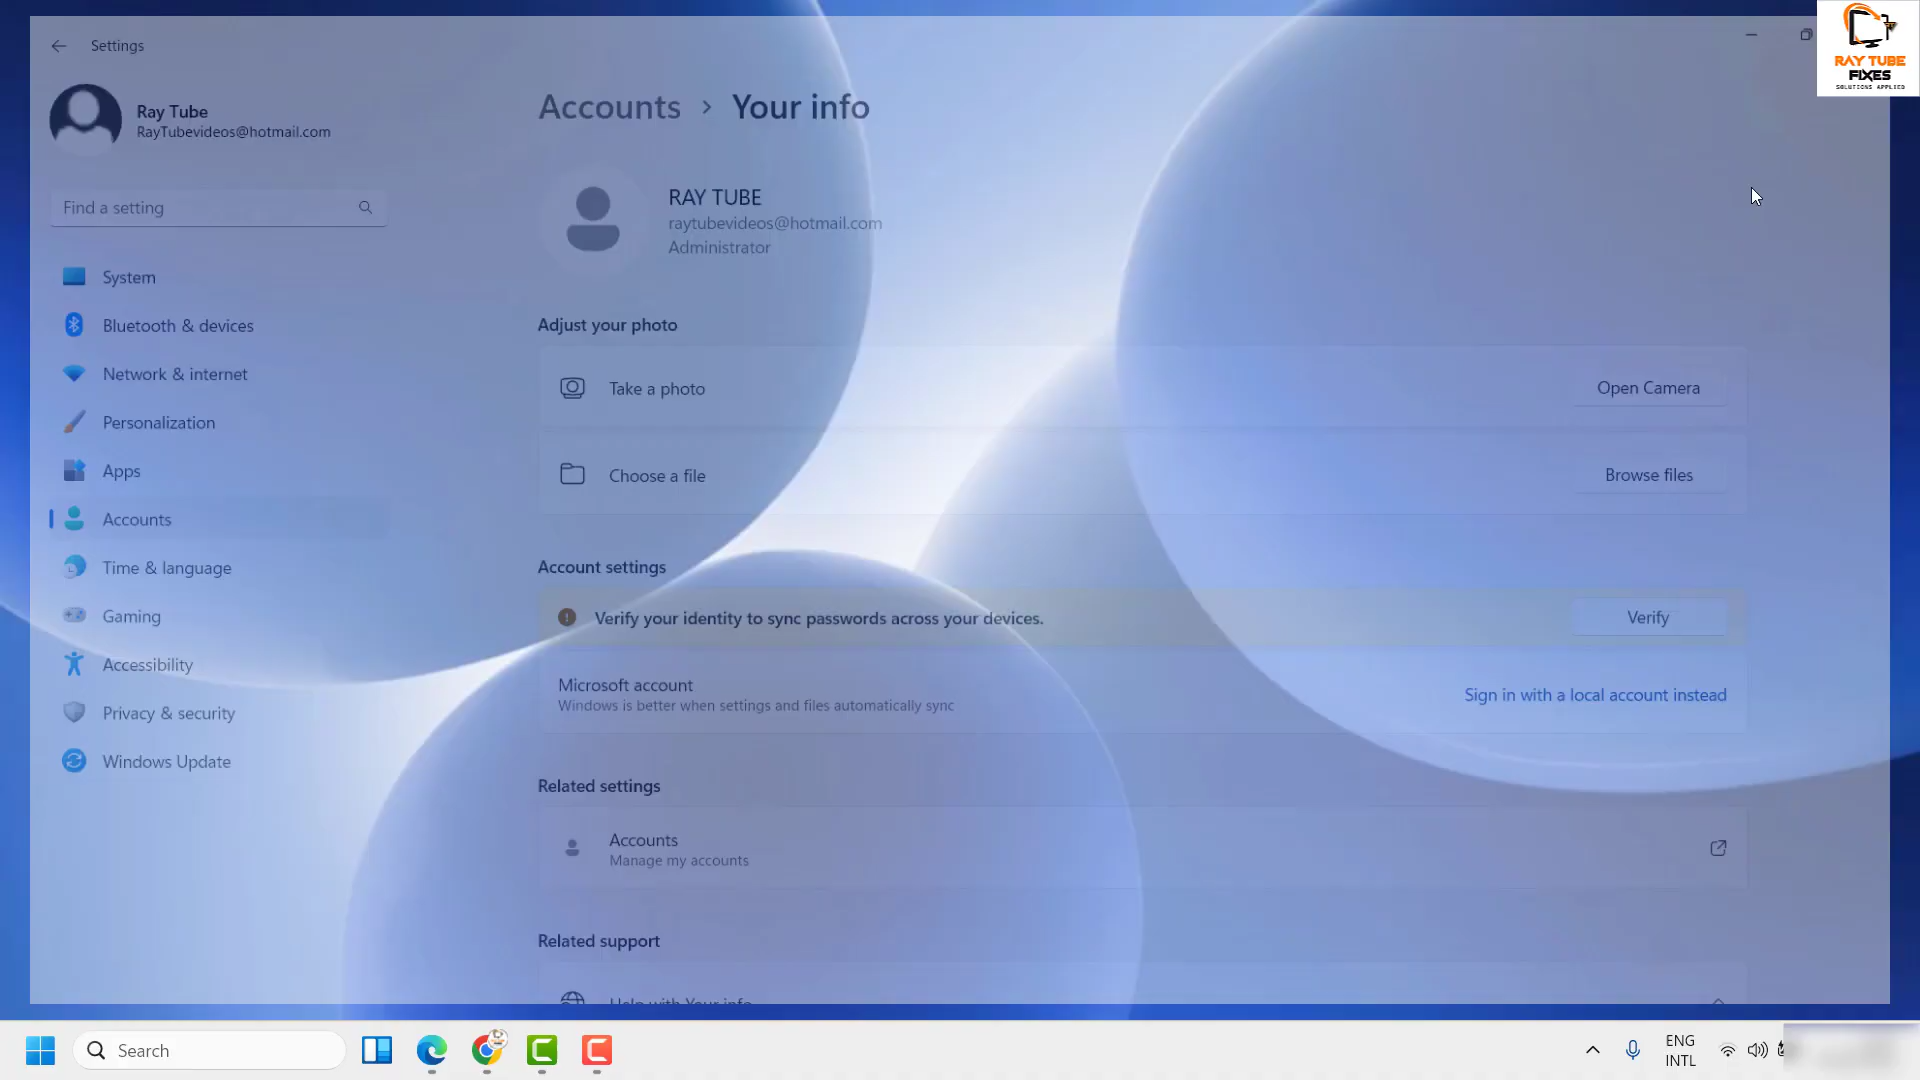 Settings
RAY TUBE
FIXES
SOLUTIONS APPLIED
Ray Tube
RayTubevideos@hotmail.com
Find a setting
System
Bluetooth & devices
Network & internet
Personalization
Apps
Accounts
Time & language
Gaming
Accessibility
Privacy & security
Windows Update
Accounts > Your info
RAY TUBE
raytubevideos@hotmail.com
Administrator
Adjust your photo
Take a photo
Open Camera
Choose a file
Browse files
Account settings
Verify your identity to sync passwords across your devices.
Verify
Microsoft account
Windows is better when settings and files automatically sync
Sign in with a local account instead
Related settings
Accounts
Manage my accounts
Related support
Help with Your info
Search
ENG
INTL